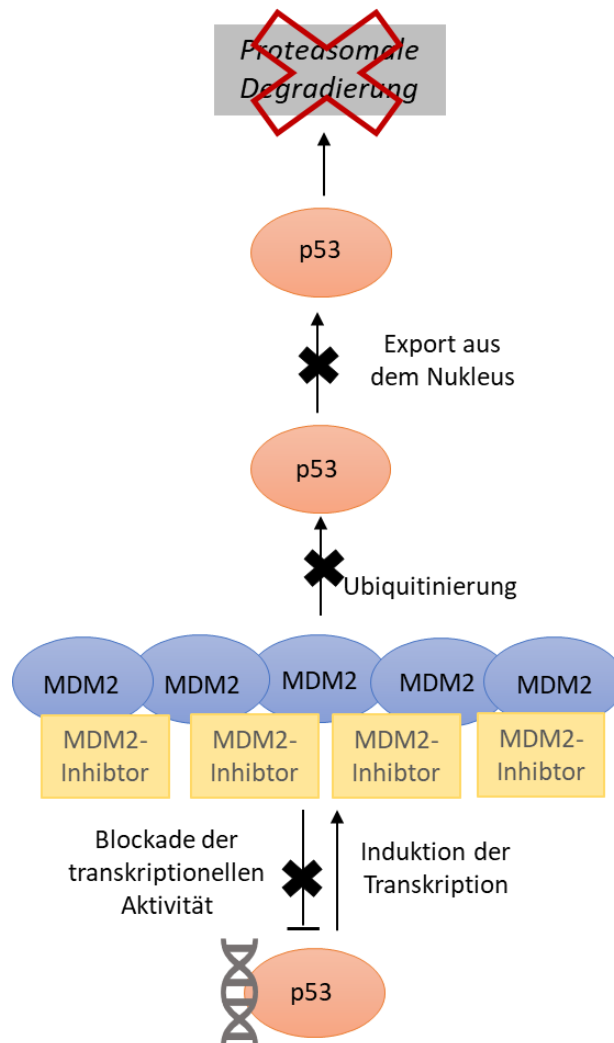 Proteasomale
Degradierung
p53
Export aus
dem Nukleus
p53
Ubiquitinierung
MDM2
MDM2
MDM2
MDM2
MDM2
MDM2-
Inhibtor
MDM2-
Inhibtor
MDM2-
Inhibtor
MDM2-
Inhibtor
Blockade der
transkriptionellen
Aktivität
Induktion der
Transkription
p53